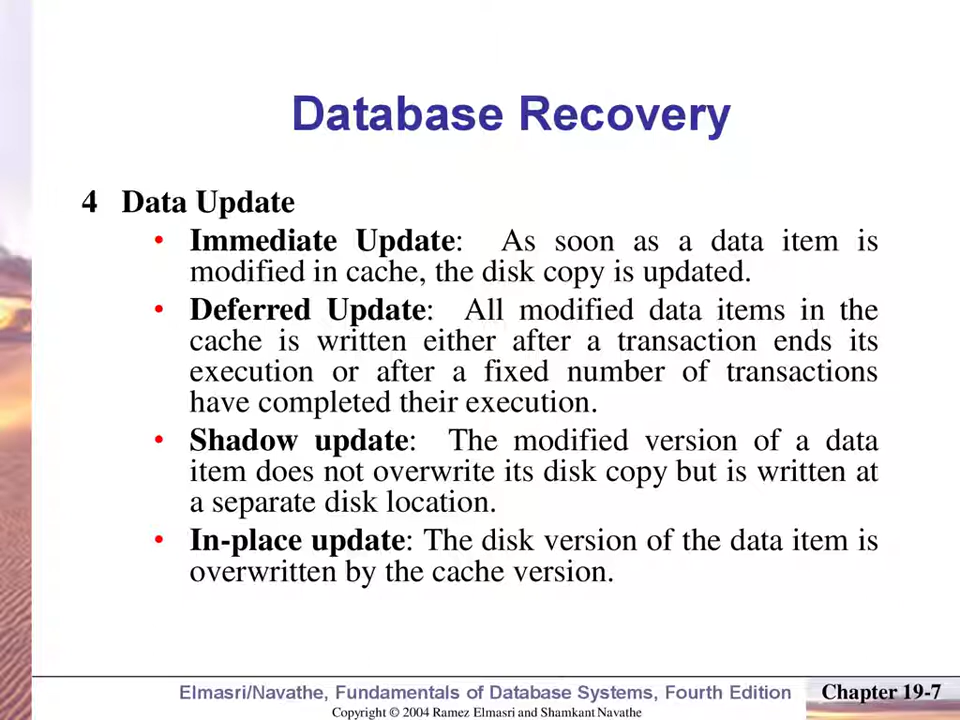 Database Recovery
4 Data Update
• Immediate Update: As soon as a data item is
modified in cache, the disk copy is updated.
• Deferred Update: All modified data items in the
cache is written either after a transaction ends its
execution or after a fixed number of transactions
have completed their execution.
• Shadow update: The modified version of a data
item does not overwrite its disk copy but is written at
a separate disk location.
• In-place update: The disk version of the data item is
overwritten by the cache version.
Elmasri/Navathe, Fundamentals of Database Systems, Fourth Edition
Chapter 19-7
Copyright © 2004 Ramez Elmasri and Shamkant Navathe